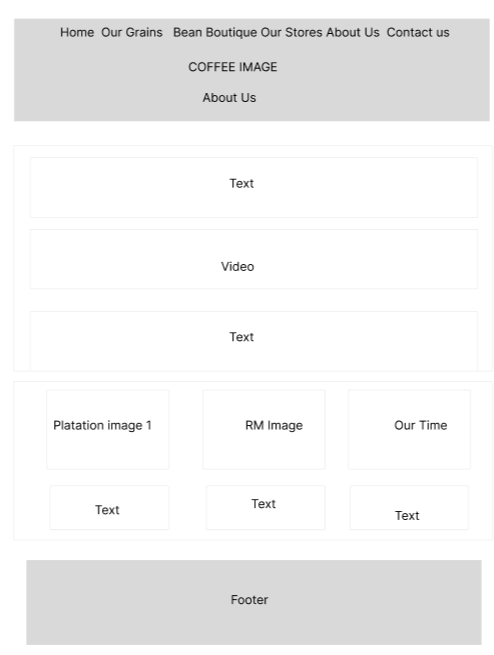 Home Our Grains Bean Boutique Our Stores About Us Contact us
COFFEE IMAGE
About Us
Text
Video
Text
Platation image 1
RM Image
Our Time
Text
Text
Text
Footer